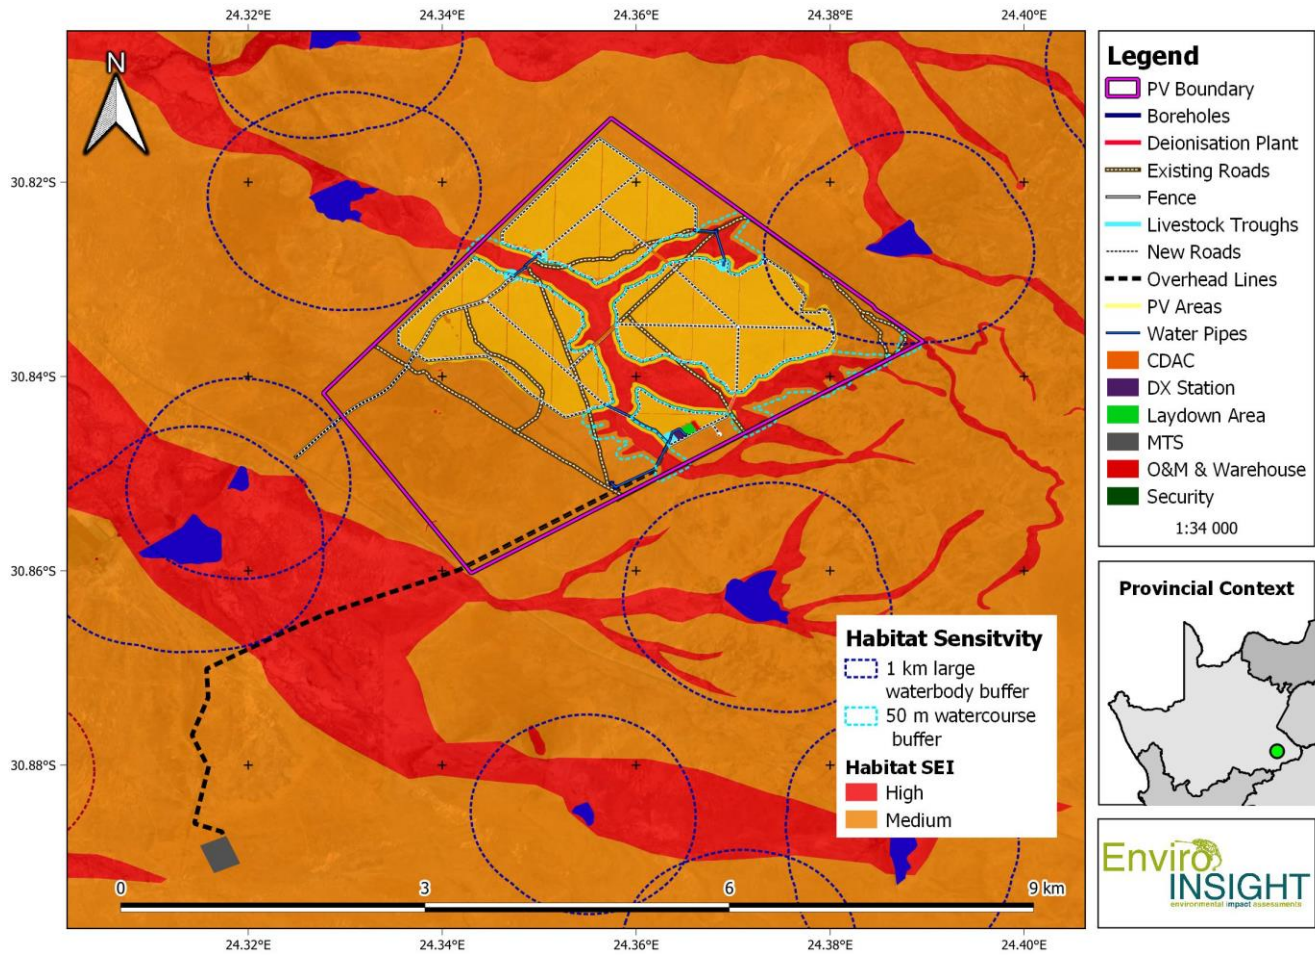 24.32°E 24.34°E 24.36°E 24.38°E 24.40°E
N
30.82°S
30.84°S
30.86°S
30.88°S
0 3 6 9 km
24.32°E 24.34°E 24.36°E 24.38°E 24.40°E
Habitat Sensitvity
1 km large
waterbody buffer
50 m watercourse
buffer
Habitat SEI
High
Medium
Legend
PV Boundary
Boreholes
Deionisation Plant
Existing Roads
Fence
Livestock Troughs
New Roads
Overhead Lines
PV Areas
Water Pipes
CDAC
DX Station
Laydown Area
MTS
O&M & Warehouse
Security
1:34 000
Provincial Context
Enviro
INSIGHT
environmental impact assessments